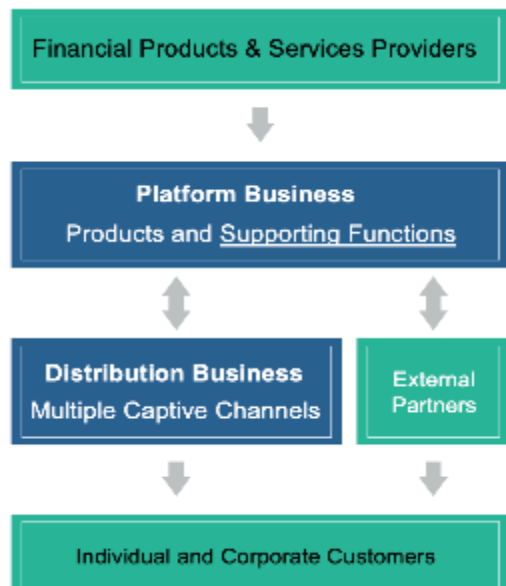 Financial Products & Services Providers
Platform Business
Products and Supporting Functions
Distribution Business
Multiple Captive Channels
External
Partners
Individual and Corporate Customers